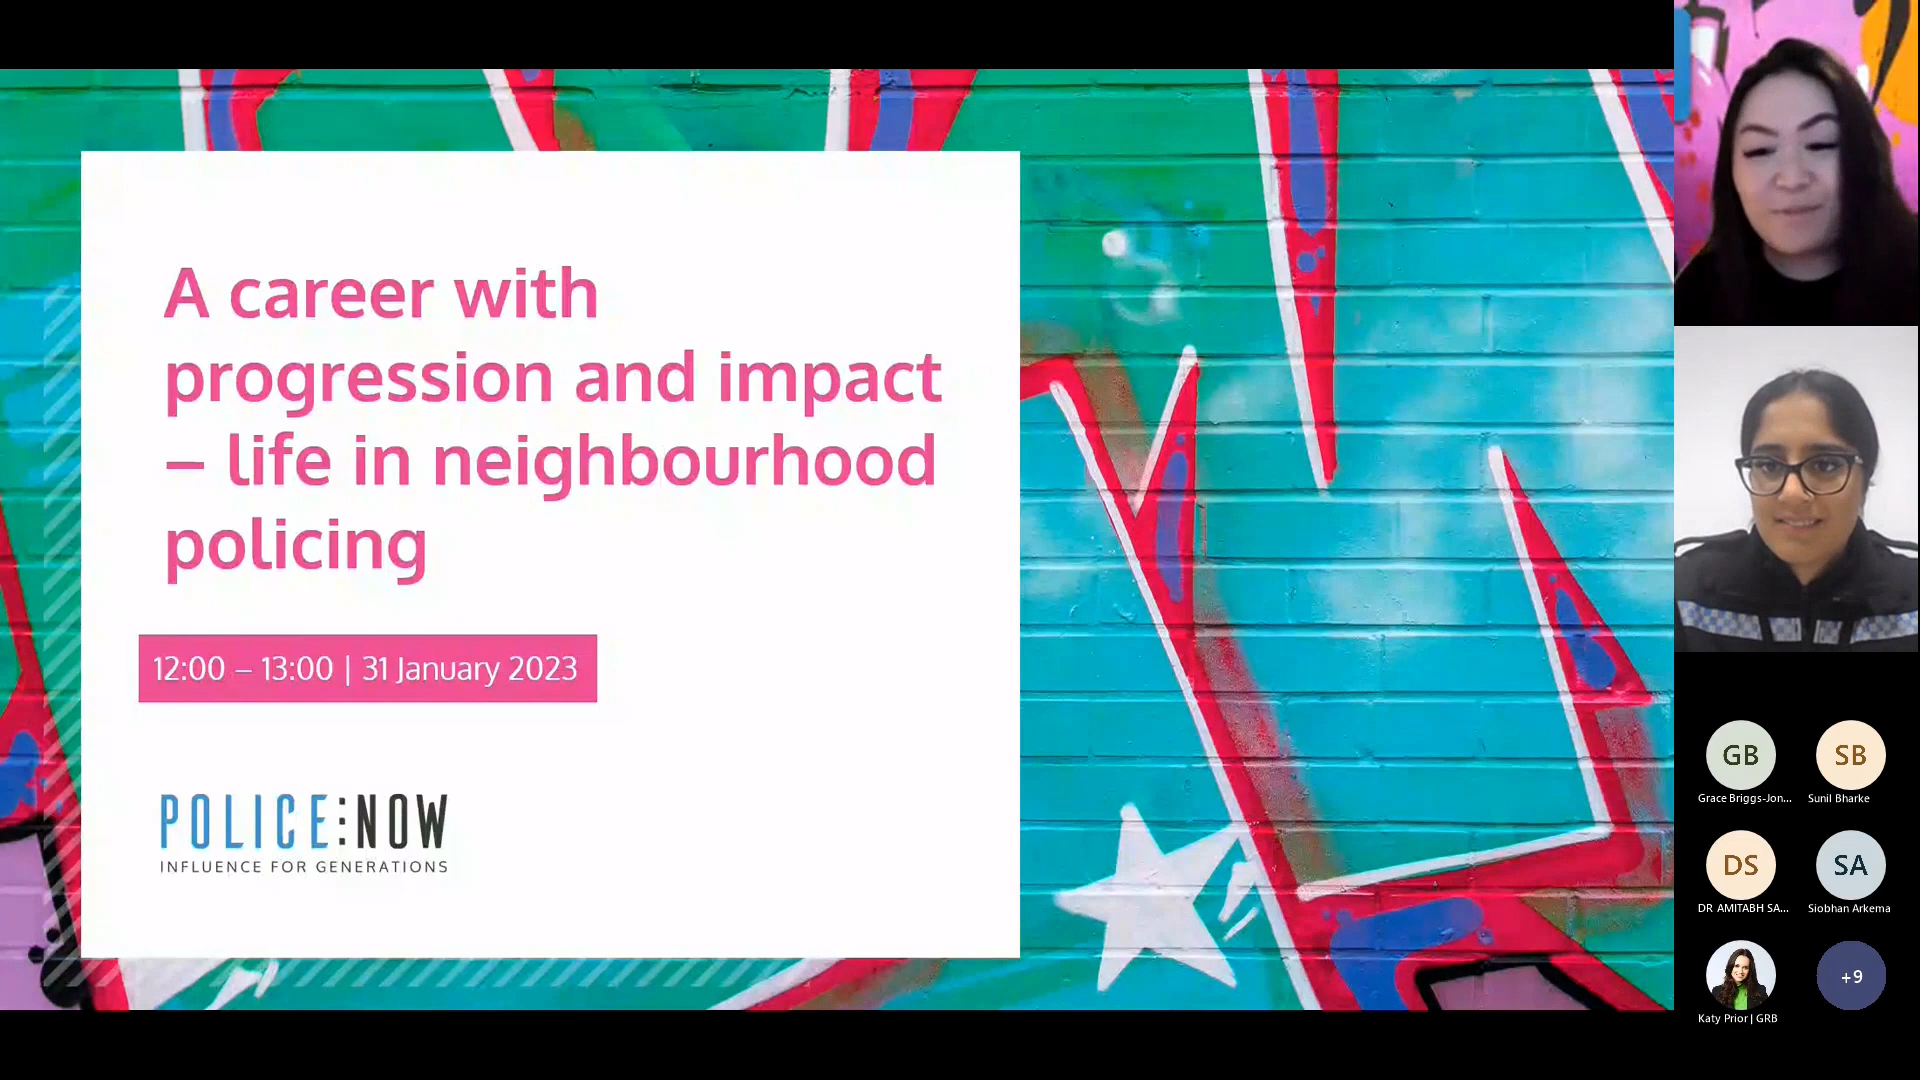 A career with
progression and impact
– life in neighbourhood
policing
12:00 – 13:00 | 31 January 2023
POLICE:NOW
INFLUENCE FOR GENERATIONS
GB
SB
Grace Briggs-Jon...
Sunil Bharke
DS
SA
DR AMITABH SA...
Siobhan Arkema
+9
Katy Prior | GRB